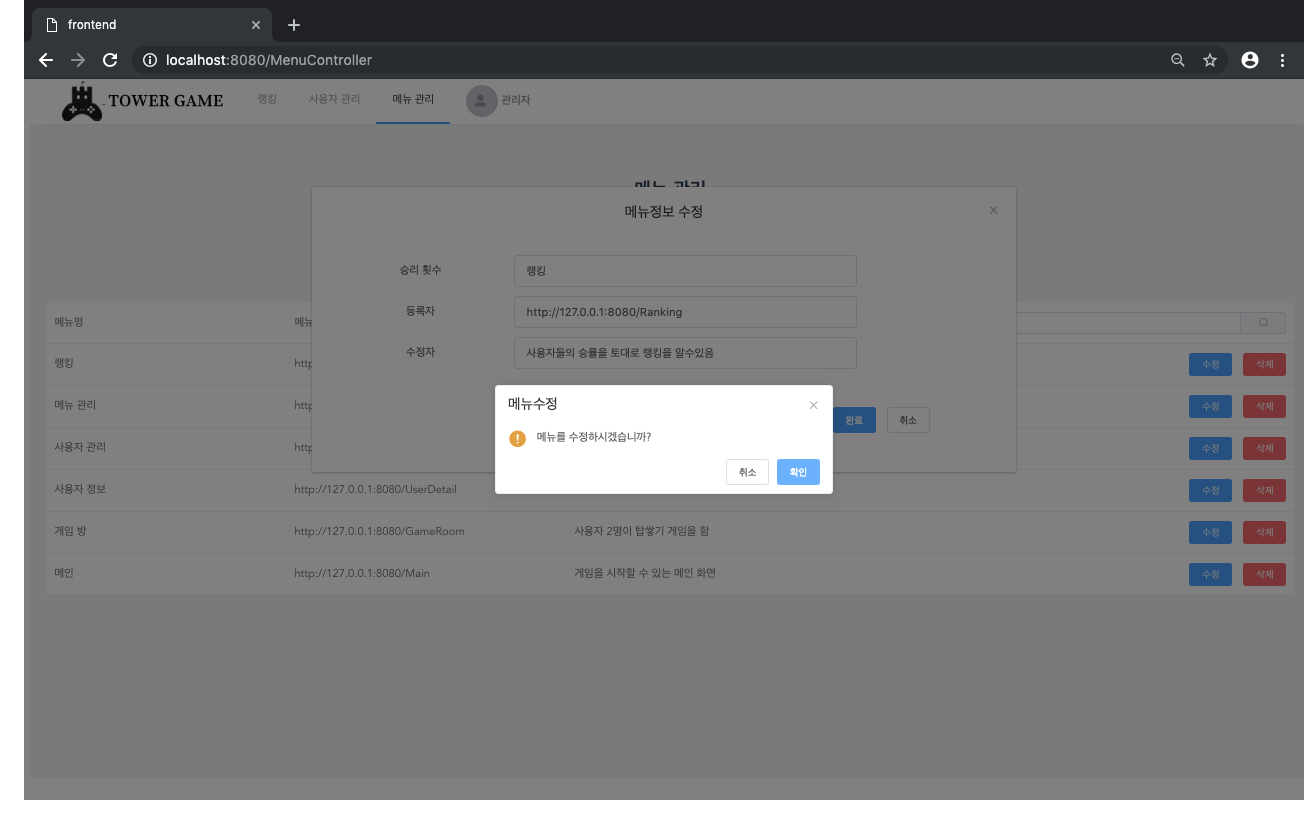 frontend
localhost:8080/MenuController
TOWER GAME 랭킹 사용자 관리 메뉴 관리 관리자
메뉴 관리
메뉴정보 수정
승리 횟수 랭킹
등록자 http://127.0.0.1:8080/Ranking
수정자 사용자들의 승률을 토대로 랭킹을 알수있음
완료 취소
메뉴수정
메뉴를 수정하시겠습니까?
취소 확인
메뉴명 메뉴
랭킹 http 수정 삭제
메뉴 관리 http 수정 삭제
사용자 관리 http 수정 삭제
사용자 정보 http://127.0.0.1:8080/UserDetail 수정 삭제
게임 방 http://127.0.0.1:8080/GameRoom 사용자 2명이 탑쌓기 게임을 함 수정 삭제
메인 http://127.0.0.1:8080/Main 게임을 시작할 수 있는 메인 화면 수정 삭제